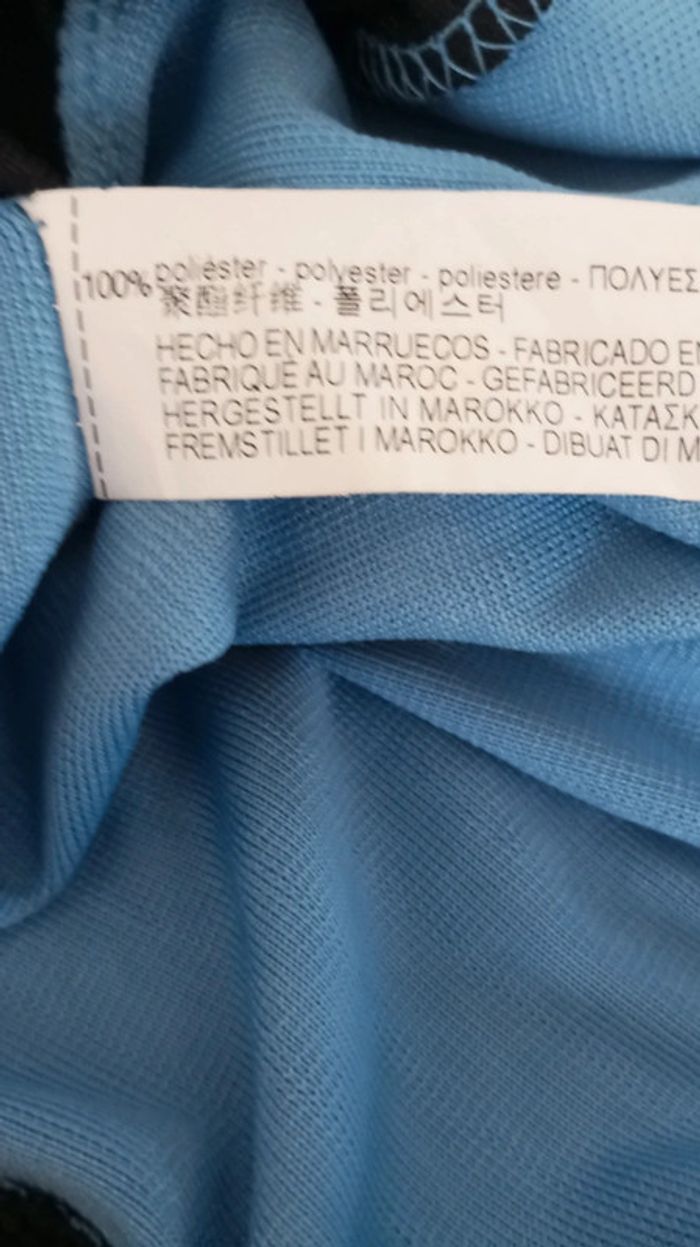 100% poliéster - polyester - poliestere - ΠΟΛΥΕΣ
聚酯纤维 - 폴리에스터
HECHO EN MARRUECOS - FABRICADO EN
FABRIQUÉ AU MAROC - GEFABRICEERD
HERGESTELLT IN MAROKKO - ΚΑΤΑΣΚ
FREMSTILLET I MAROKKO - DIBUAT DI M